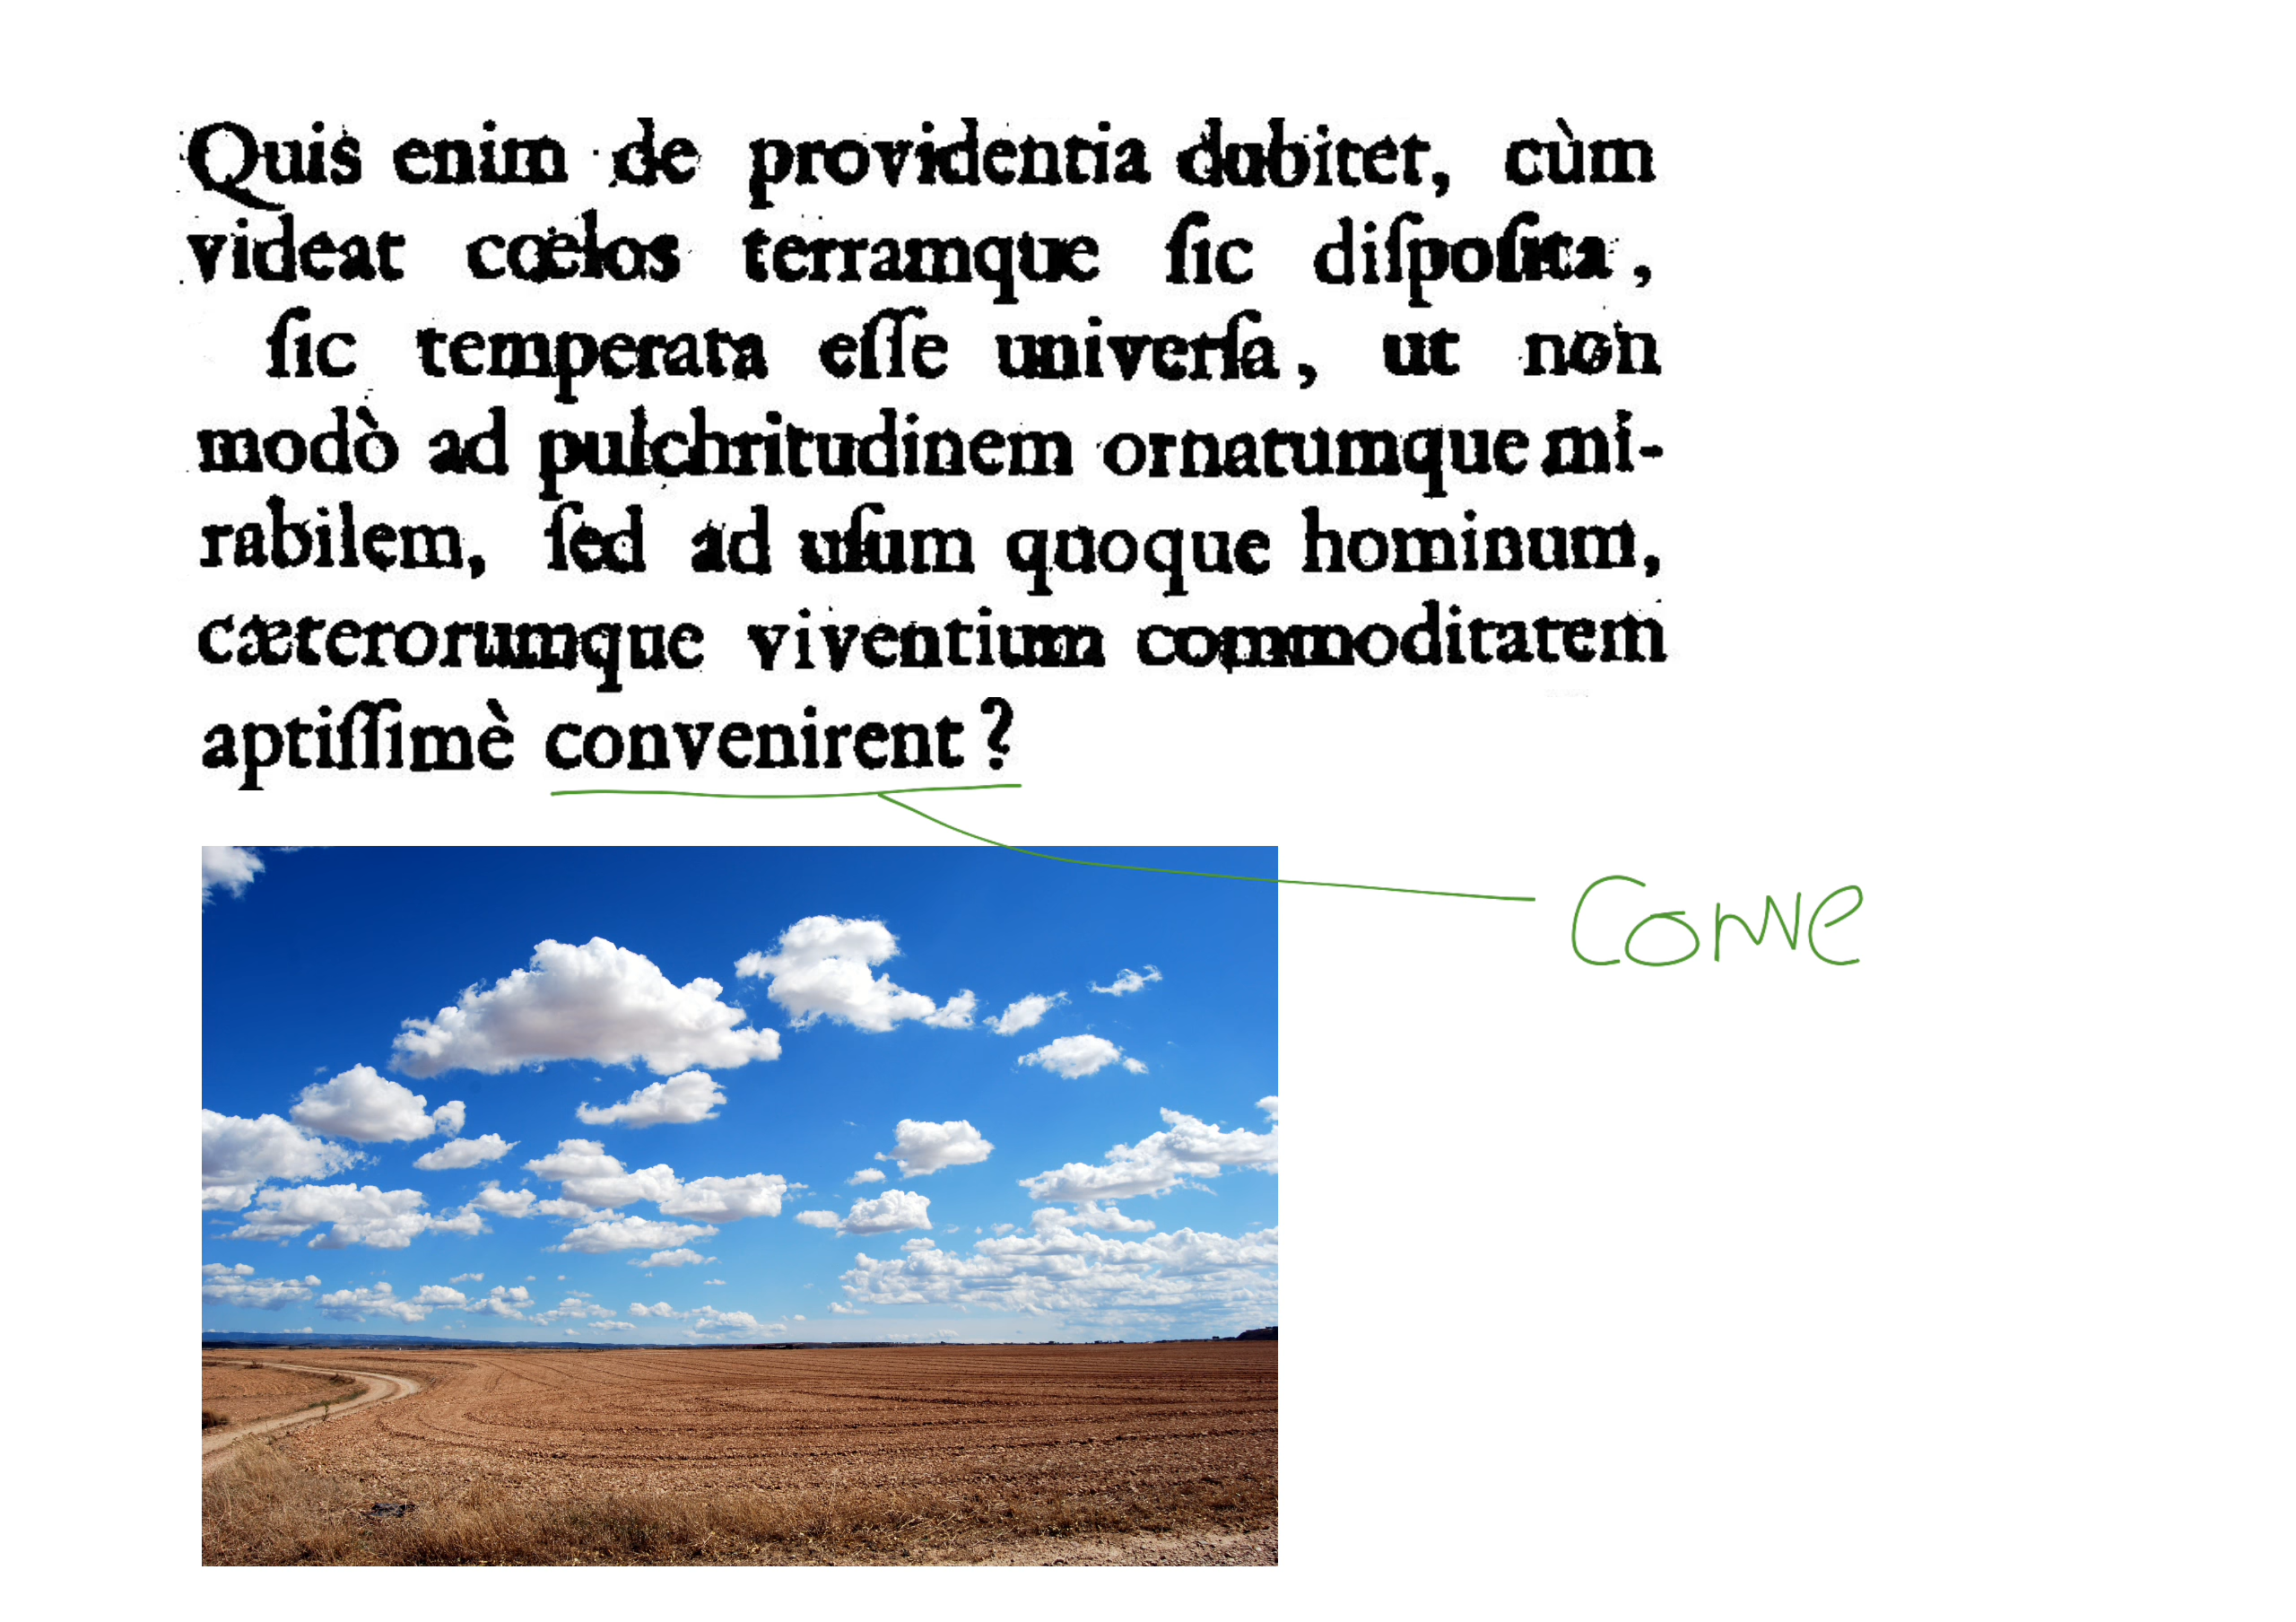 Quis enim de providentia dubitet, cùm
videat cœlos terramque ſic diſpoſita,
ſic temperata eſſe univerſa, ut non
modò ad pulchritudinem ornatumque mi-
rabilem, ſed ad uſum quoque hominum,
cæterorumque viventium commoditatem
aptiſſimè convenirent?
Conve